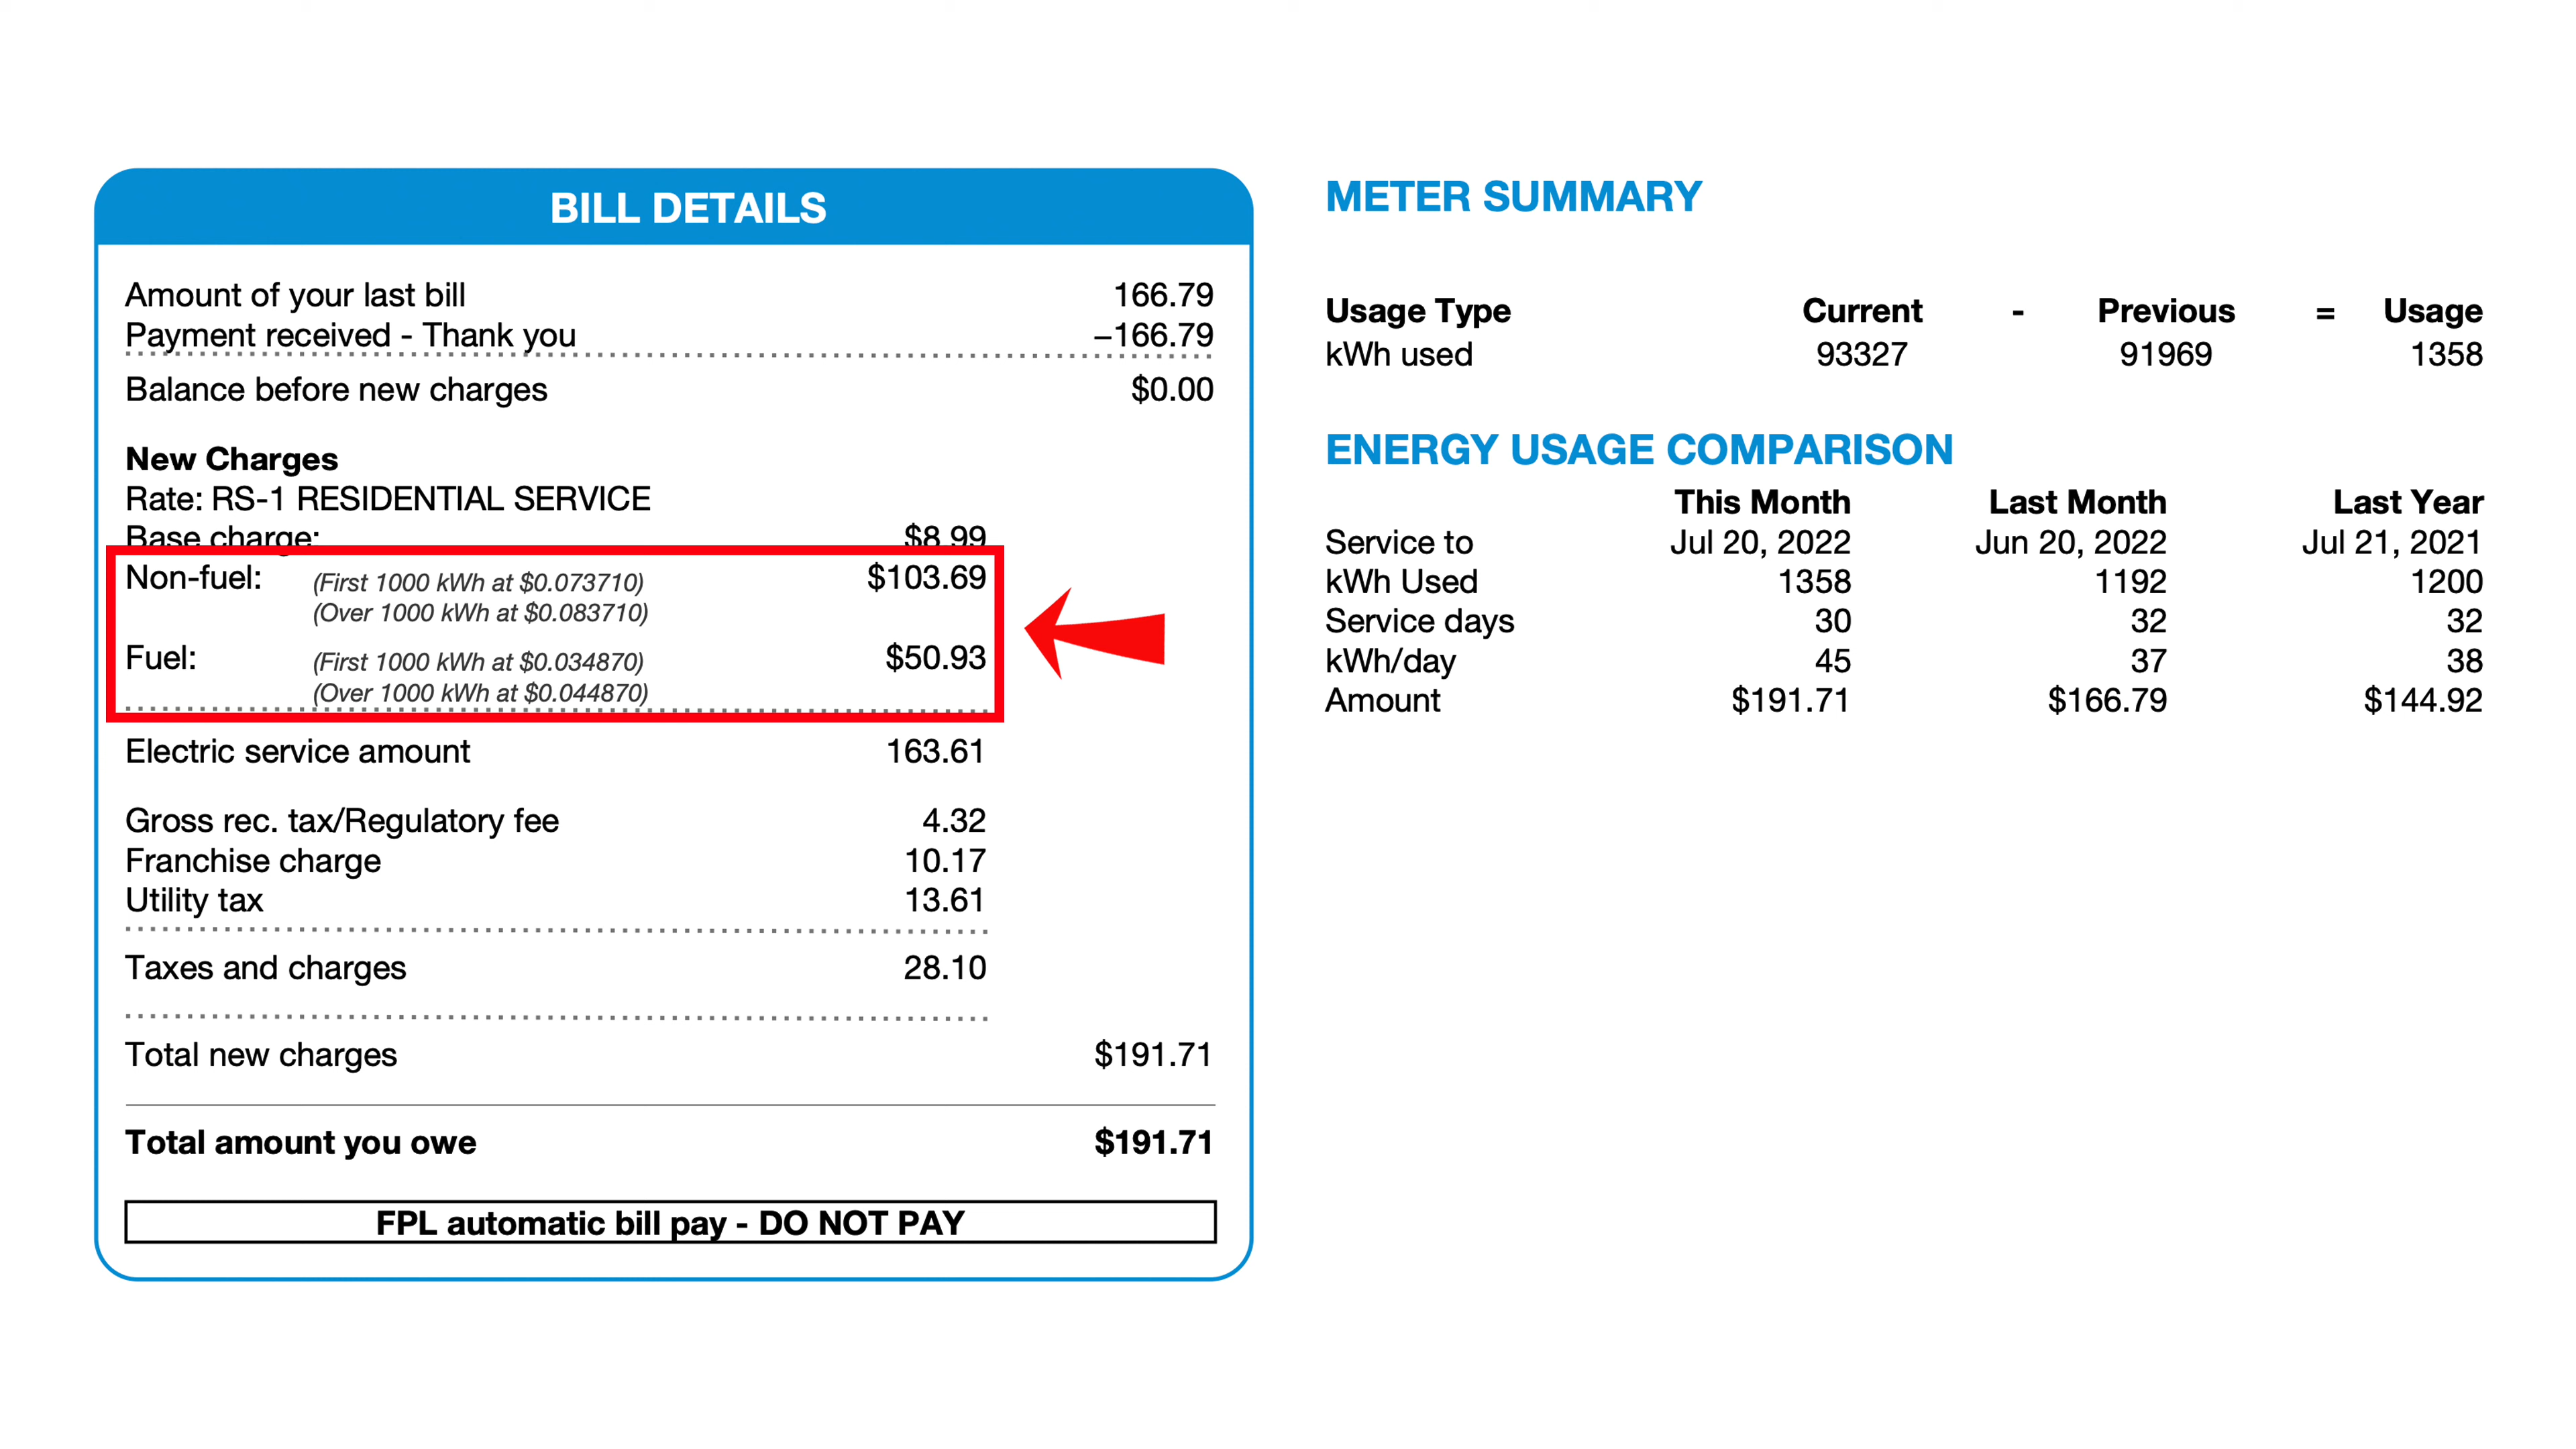 BILL DETAILS
Amount of your last bill 166.79
Payment received - Thank you –166.79
Balance before new charges $0.00
New Charges
Rate: RS-1 RESIDENTIAL SERVICE
Base charge: $8.99
Non-fuel: (First 1000 kWh at $0.073710) $103.69
(Over 1000 kWh at $0.083710)
Fuel: (First 1000 kWh at $0.034870) $50.93
(Over 1000 kWh at $0.044870)
Electric service amount 163.61
Gross rec. tax/Regulatory fee 4.32
Franchise charge 10.17
Utility tax 13.61
Taxes and charges 28.10
Total new charges $191.71
Total amount you owe $191.71
FPL automatic bill pay - DO NOT PAY
METER SUMMARY
Usage Type Current - Previous = Usage
kWh used 93327 91969 1358
ENERGY USAGE COMPARISON
This Month Last Month Last Year
Service to Jul 20, 2022 Jun 20, 2022 Jul 21, 2021
kWh Used 1358 1192 1200
Service days 30 32 32
kWh/day 45 37 38
Amount $191.71 $166.79 $144.92